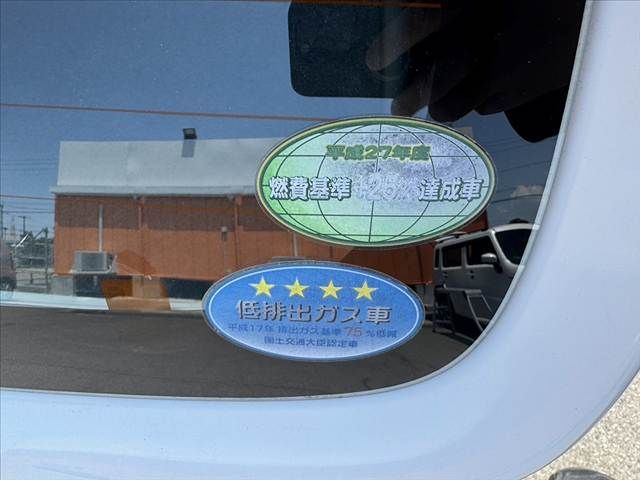 平成27年度
燃費基準 +25% 達成車
低排出ガス車
平成17年 排出ガス基準 75 %低減
国土交通大臣認定車